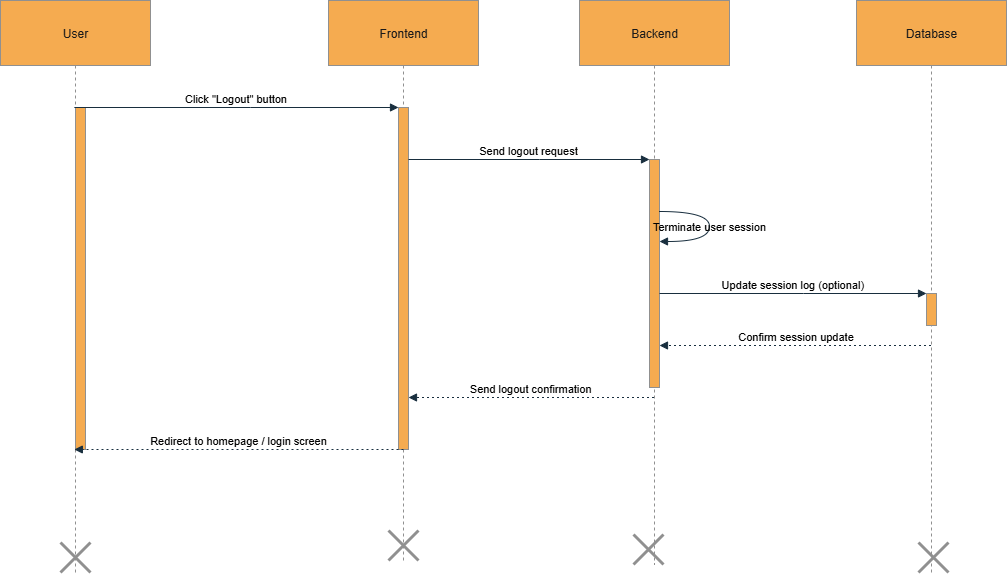 User
Frontend
Backend
Database
Click "Logout" button
Send logout request
Terminate user session
Update session log (optional)
Confirm session update
Send logout confirmation
Redirect to homepage / login screen